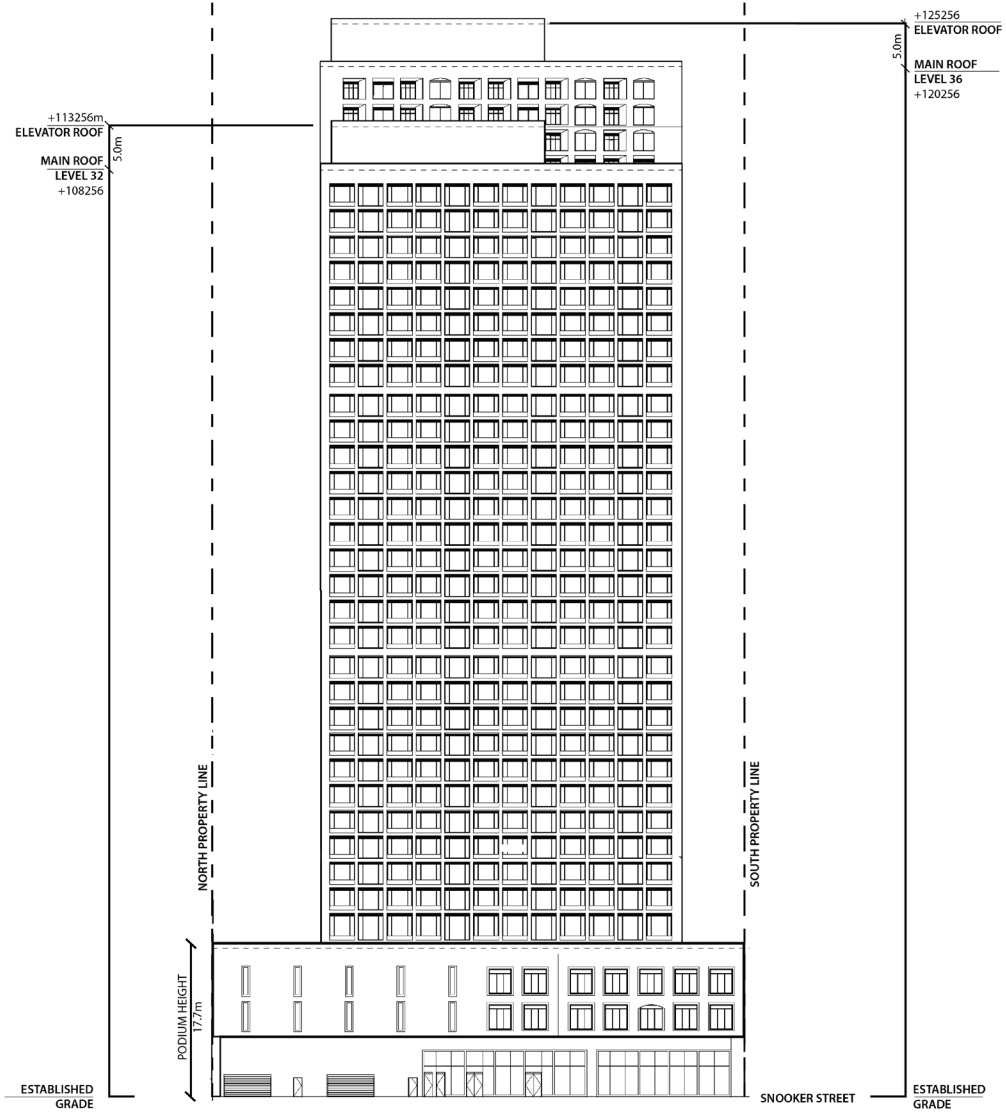 +125256
ELEVATOR ROOF
5.0m
MAIN ROOF
LEVEL 36
+120256
+113256m
ELEVATOR ROOF
5.0m
MAIN ROOF
LEVEL 32
+108256
NORTH PROPERTY LINE
SOUTH PROPERTY LINE
PODIUM HEIGHT
17.7m
ESTABLISHED
GRADE
SNOOKER STREET
ESTABLISHED
GRADE